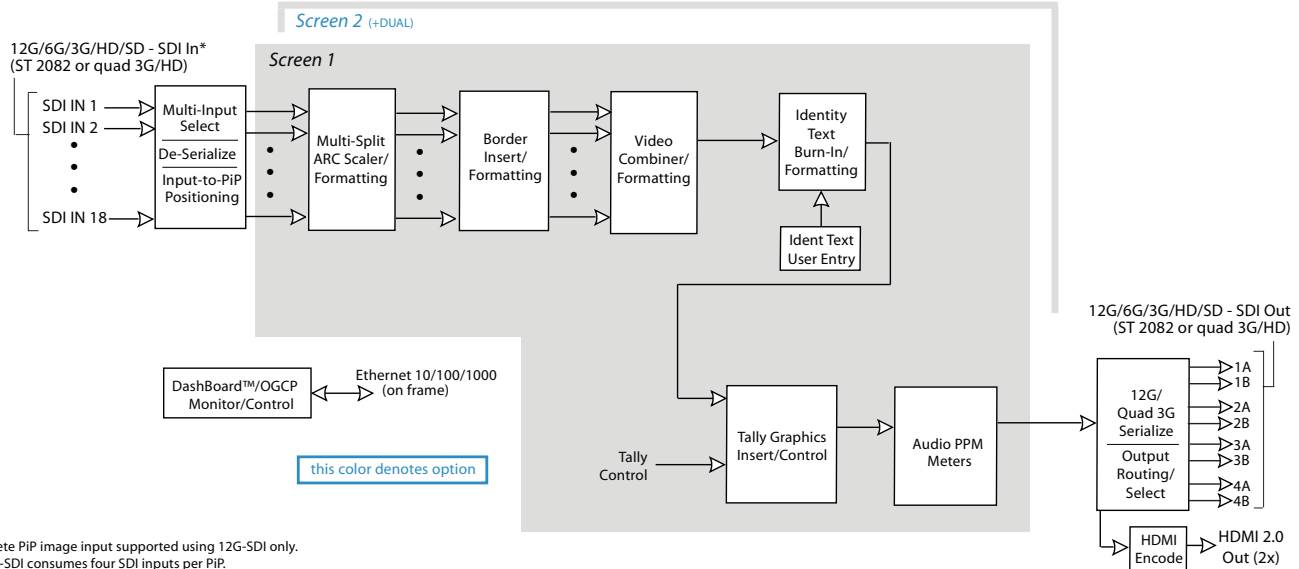 Screen 2 (+DUAL)
12G/6G/3G/HD/SD - SDI In*
(ST 2082 or quad 3G/HD)
Screen 1
SDI IN 1
SDI IN 2
SDI IN 18
Multi-Input
Select
De-Serialize
Input-to-PiP
Positioning
Multi-Split
ARC Scaler/
Formatting
Border
Insert/
Formatting
Video
Combiner/
Formatting
Identity
Text
Burn-In/
Formatting
Ident Text
User Entry
12G/6G/3G/HD/SD - SDI Out
(ST 2082 or quad 3G/HD)
DashBoard™/OGCP
Monitor/Control
Ethernet 10/100/1000
(on frame)
this color denotes option
Tally
Control
Tally Graphics
Insert/Control
Audio PPM
Meters
12G/
Quad 3G
Serialize
Output
Routing/
Select
1A
1B
2A
2B
3A
3B
4A
4B
HDMI
Encode
HDMI 2.0
Out (2x)
PiP image input supported using 12G-SDI only.
-SDI consumes four SDI inputs per PiP.